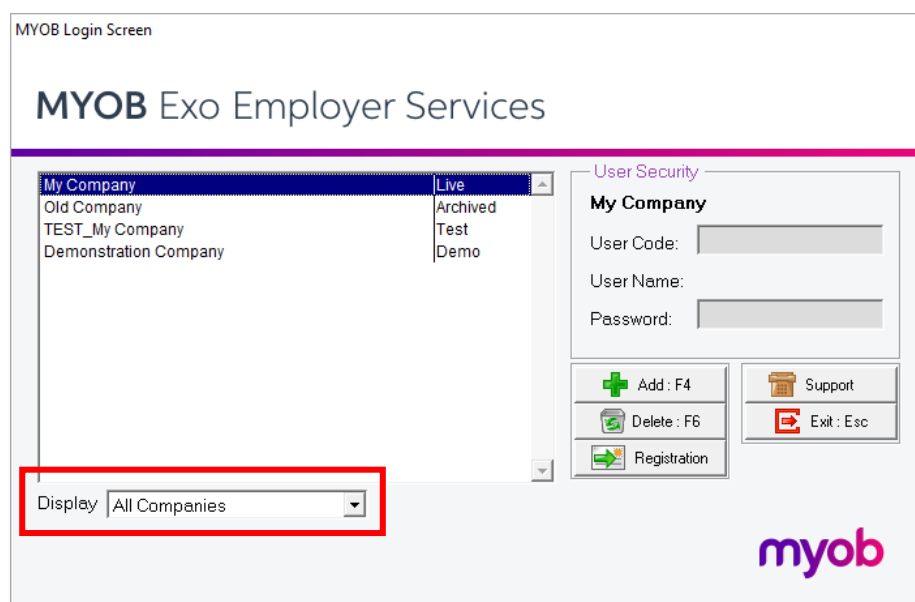 MYOB Login Screen
MYOB Exo Employer Services
My Company Live
Old Company Archived
TEST_My Company Test
Demonstration Company Demo
User Security
My Company
User Code:
User Name:
Password:
Add : F4
Support
Delete : F6
Exit : Esc
Registration
Display All Companies
myob